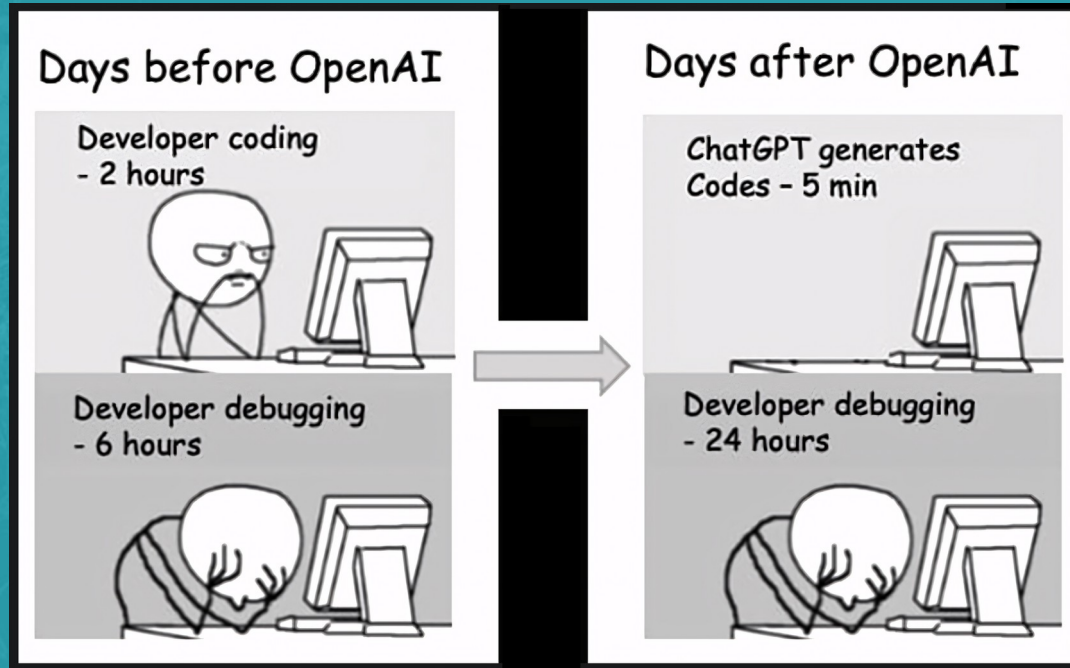 Days before OpenAI
Developer coding
- 2 hours
Developer debugging
- 6 hours
Days after OpenAI
ChatGPT generates
Codes - 5 min
Developer debugging
- 24 hours